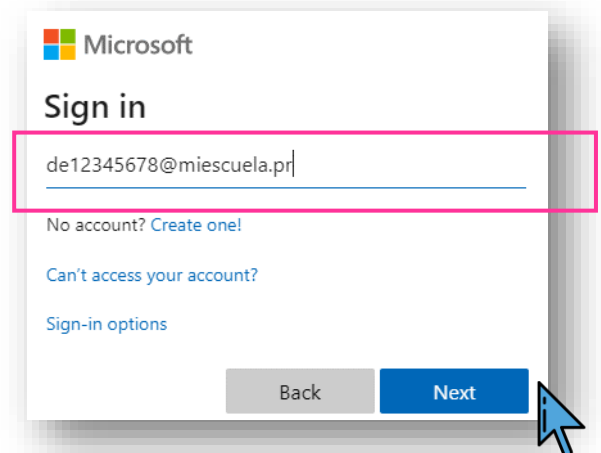 Microsoft
Sign in
de12345678@miescuela.pr
No account? Create one!
Can't access your account?
Sign-in options
Back Next